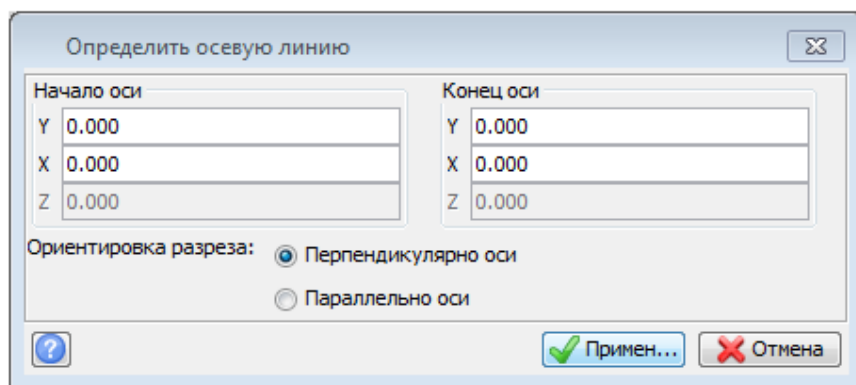 Определить осевую линию
Начало оси Конец оси
Y 0.000 Y 0.000
X 0.000 X 0.000
Z 0.000 Z 0.000
Ориентировка разреза: Перпендикулярно оси
Параллельно оси
? Примен... Отмена